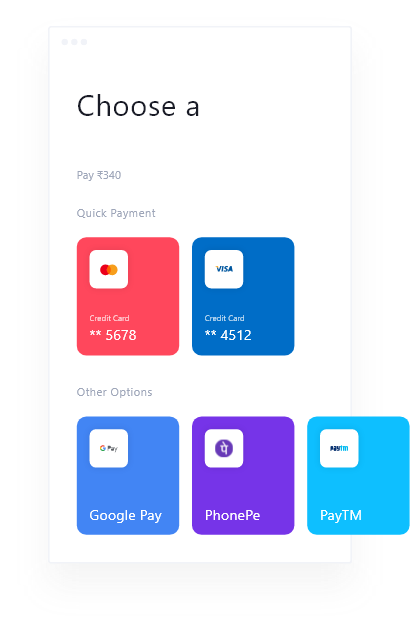 Choose a
Pay ₹340
Quick Payment
VISA
Credit Card
** 5678
Credit Card
** 4512
Other Options
G Pay
पे
paytm
Google Pay
PhonePe
PayTM